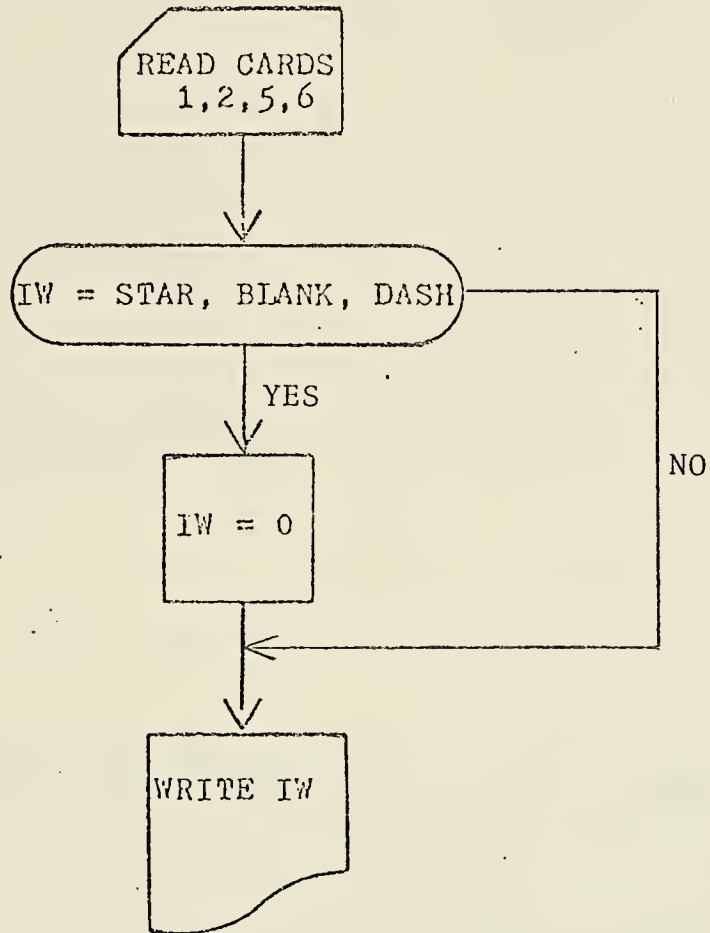 READ CARDS
1,2,5,6
IW = STAR, BLANK, DASH
YES
NO
IW = 0
WRITE IW